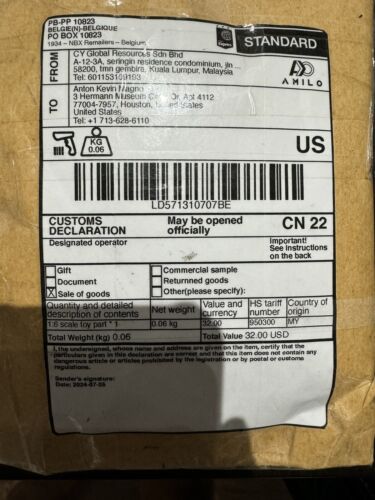 PB-PP 10823
BELGIE(N)-BELGIQUE
PO BOX 10823
1934 – NBX Remailers – Belgium
STANDARD
FROM
CY Global Resources Sdn Bhd
A-12-3A, seringin residence condominium, jln ...
58200, tmn gembira, Kuala Lumpur, Malaysia
Tel: 601153109193
AMILO
TO
Anton Kevin Magno
3 Hermann Museum Dr, Apt 4112
77004-7957, Houston, United States
United States
Tel: +1 713-628-6110
KG
0.06
US
LD571310707BE
CUSTOMS
DECLARATION
May be opened
officially
CN 22
Designated operator
Important!
See instructions
on the back
Gift
Commercial sample
Document
Returnned goods
X Sale of goods
Other(please specify):
Quantity and detailed
description of contents
Net weight
Value and
currency
HS tariff
number
Country of
origin
1:6 scale toy part * 1
0.06 kg
32.00
950300
MY
Total Weight (kg) 0.06
Total Value 32.00 USD
I, the undersigned, whose name and address are given on the item, certify that the
particulars given in this declaration are correct and that this item does not contain any
dangerous article or articles prohibited by the legislation or by postal or customs
regulations.
Sender's signature:
Date: 2024-07-25